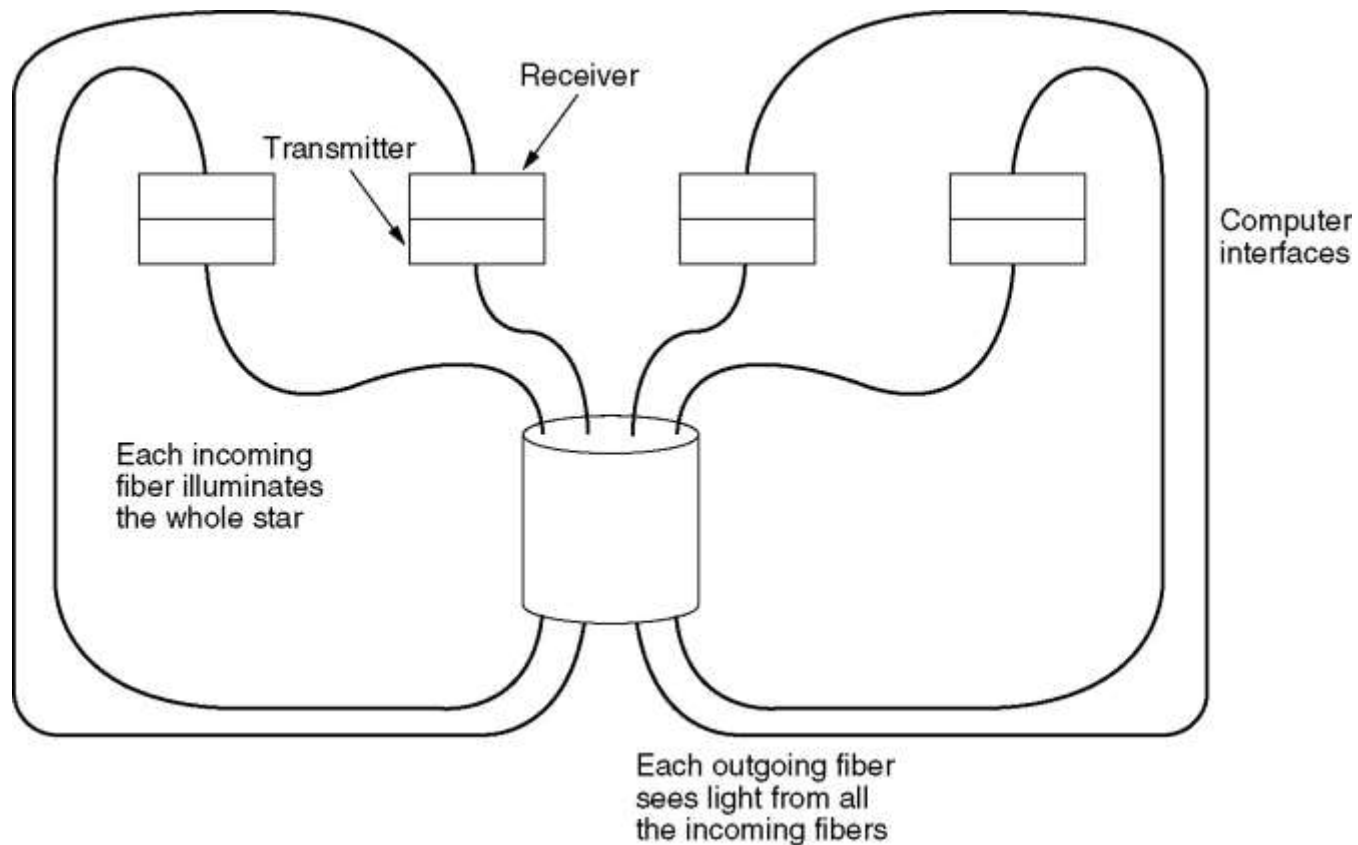 Receiver
Transmitter
Computer
interfaces
Each incoming
fiber illuminates
the whole star
Each outgoing fiber
sees light from all
the incoming fibers